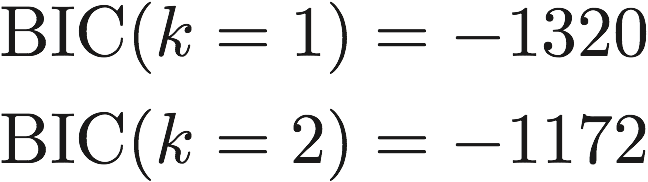 BIC(k = 1) = −1320
BIC(k = 2) = −1172